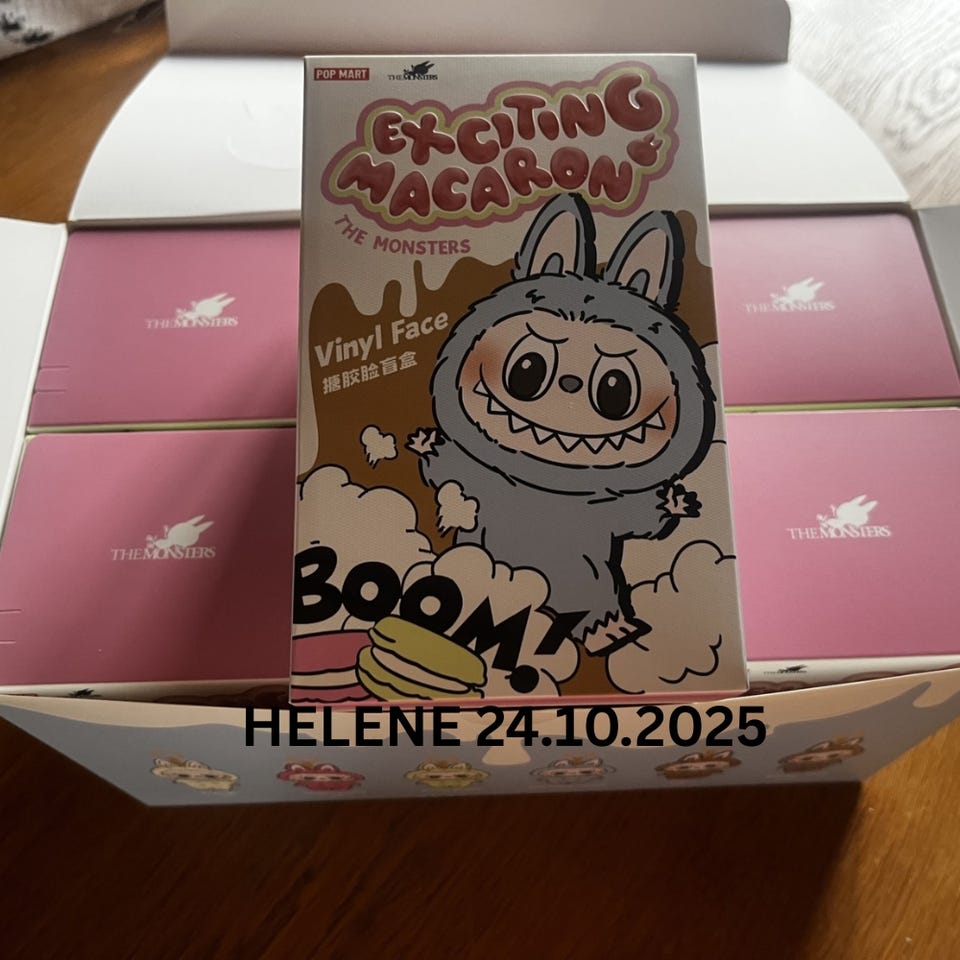 POP MART
THE MONSTERS
EXCITING
MACARON
THE MONSTERS
Vinyl Face
搪胶脸盲盒
THE MONSTERS
THE MONSTERS
THE MONSTERS
THE MONSTERS
BOOM!
HELENE 24.10.2025